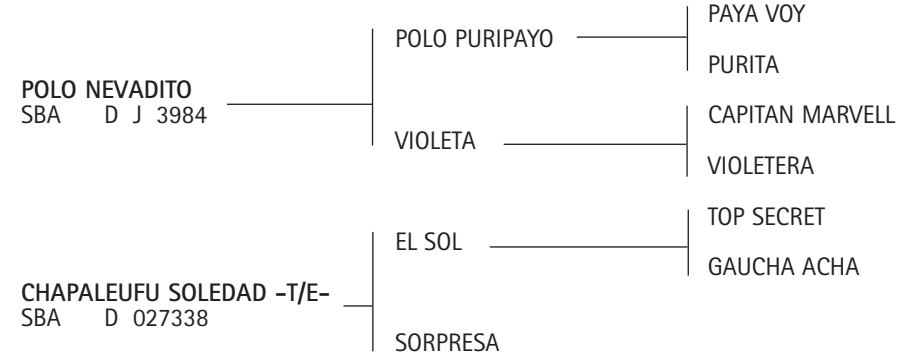 PAYA VOY
POLO PURIPAYO
PURITA
POLO NEVADITO
SBA D J 3984
CAPITAN MARVELL
VIOLETA
VIOLETERA
TOP SECRET
EL SOL
GAUCHA ACHA
CHAPALEUFU SOLEDAD -T/E-
SBA D 027338
SORPRESA